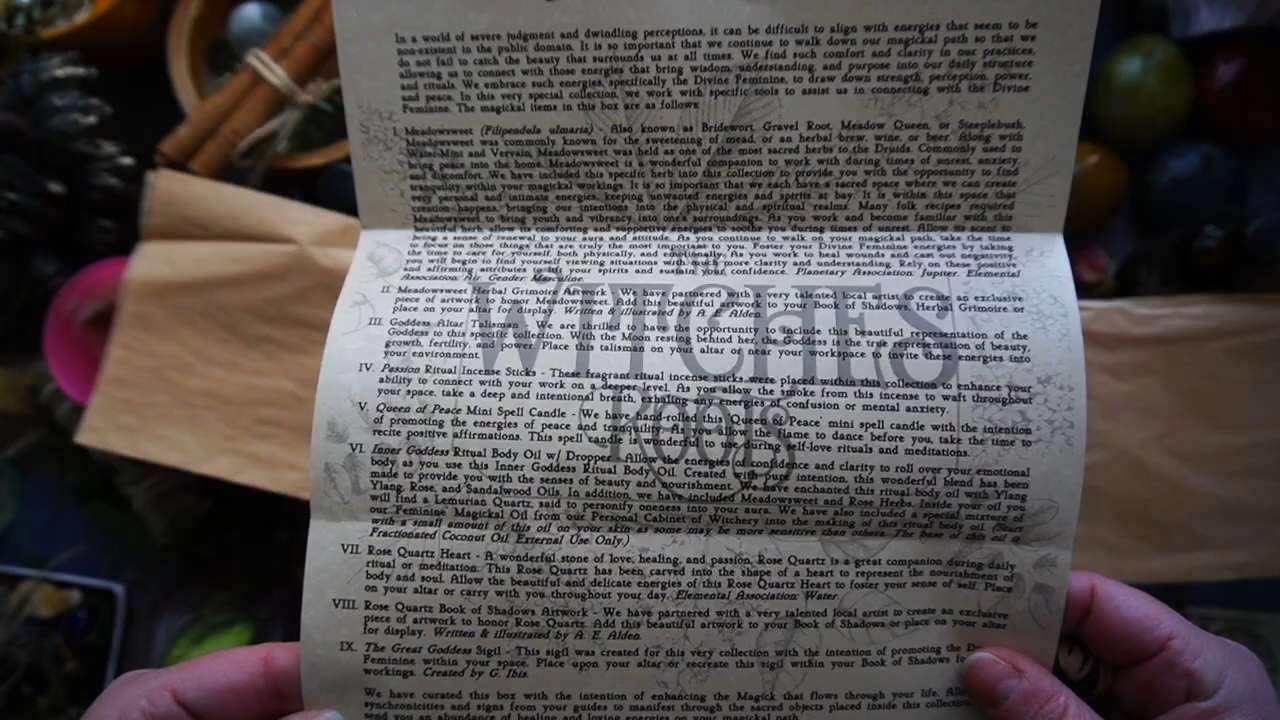 In a world of severe judgment and dwindling perceptions, it can be difficult to align with energies that seem to be
non-existent in the public domain. It is so important that we continue to walk down our magickal path so that we
do not fail to catch the beauty that surrounds us at all times. We find such comfort and clarity in our practices,
allowing us to connect with those energies that bring wisdom, understanding, and purpose into our daily structure
and rituals. We embrace such energies, specifically the Divine Feminine, to draw down strength, perception, power,
and peace. In this very special collection, we work with specific tools to assist us in connecting with the Divine
Feminine. The magickal items in this box are as follows:
I. Meadowsweet (Filipendula ulmaria) - Also known as Bridewort, Gravel Root, Meadow Queen, or Steeplebush,
Meadowsweet was commonly known for the sweetening of mead, or an herbal brew, wine, or beer. Along with
Water-Mint and Vervain, Meadowsweet was held as one of the most sacred herbs to the Druids. Commonly used to
bring peace into the home, Meadowsweet is a wonderful companion to work with during times of unrest, anxiety,
and discomfort. We have included this specific herb into this collection to provide you with the opportunity to find
tranquility within your magickal workings. It is so important that we each have a sacred space where we can create
very personal and intimate energies, keeping unwanted energies and spirits at bay. It is within this space that
creation happens, bringing our intentions into the physical and spiritual realms. Many folk recipes required
Meadowsweet to bring youth and vibrancy into one's surroundings. As you work and become familiar with this
beautiful herb, allow its comforting and supportive energies to soothe you during times of unrest. Allow its scent to
bring a sense of renewal to your aura and attitude. As you continue to walk on your magickal path, take the time
to focus on those things that are truly the most important to you. Foster your Divine Feminine energies by taking
the time to care for yourself, both physically, and emotionally. As you work to heal wounds and cast out negativity,
you will begin to find yourself viewing situations with much more clarity and understanding. Rely on these positive
and affirming attributes to lift your spirits and sustain your confidence. Planetary Association: Jupiter. Elemental
Association: Air. Gender: Masculine.
II. Meadowsweet Herbal Grimoire Artwork - We have partnered with a very talented local artist to create an exclusive
piece of artwork to honor Meadowsweet. Add this beautiful artwork to your Book of Shadows, Herbal Grimoire or
place on your altar for display. Written & illustrated by A. E. Alden.
III. Goddess Altar Talisman - We are thrilled to have the opportunity to include this beautiful representation of the
Goddess to this specific collection. With the Moon resting behind her, the Goddess is the true representation of beauty,
growth, fertility, and power. Place this talisman on your altar or near your workspace to invite these energies into
your environment.
IV. Passion Ritual Incense Sticks - These fragrant ritual incense sticks were placed within this collection to enhance your
ability to connect with your work on a deeper level. As you allow the smoke from this incense to waft throughout
your space, take a deep and intentional breath, exhaling any energies of confusion or mental anxiety.
V. Queen of Peace Mini Spell Candle - We have hand-rolled this 'Queen of Peace' mini spell candle with the intention
of promoting the energies of peace and tranquility. As you allow the flame to dance before you, take the time to
recite positive affirmations. This spell candle is wonderful to use during self-love rituals and meditations.
VI. Inner Goddess Ritual Body Oil w/ Dropper - Allow the energies of confidence and clarity to roll over your emotional
body as you use this Inner Goddess Ritual Body Oil. Created with pure intention, this wonderful blend has been
made to provide you with the senses of beauty and nourishment. We have enchanted this ritual body oil with Ylang
Ylang, Rose, and Sandalwood Oils. In addition, we have included Meadowsweet and Rose Herbs. Inside your oil you
will find a Lemurian Quartz, said to personify oneness into your aura. We have also included a special mixture of
our 'Feminine' Magickal Oil from our Personal Cabinet of Witchery into the making of this ritual body oil. (Start
with a small amount of this oil on your skin as some may be more sensitive than others. The base of this oil is
Fractionated Coconut Oil. External Use Only.)
VII. Rose Quartz Heart - A wonderful stone of love, healing, and passion, Rose Quartz is a great companion during daily
ritual or meditation. This Rose Quartz has been carved into the shape of a heart to represent the nourishment of
body and soul. Allow the beautiful and delicate energies of this Rose Quartz Heart to foster your sense of self. Place
on your altar or carry with you throughout your day. Elemental Association: Water.
VIII. Rose Quartz Book of Shadows Artwork - We have partnered with a very talented local artist to create an exclusive
piece of artwork to honor Rose Quartz. Add this beautiful artwork to your Book of Shadows or place on your altar
for display. Written & illustrated by A. E. Alden.
IX. The Great Goddess Sigil - This sigil was created for this very collection with the intention of promoting the
Feminine within your space. Place upon your altar or recreate this sigil within your Book of Shadows
workings. Created by G. Ibis.
We have curated this box with the intention of enhancing the Magick that flows through your life.
synchronicities and signs from your guides to manifest through the sacred objects placed inside this
send you an abundance of healing and loving energies on your magickal path.
WITCHES
ROOTS